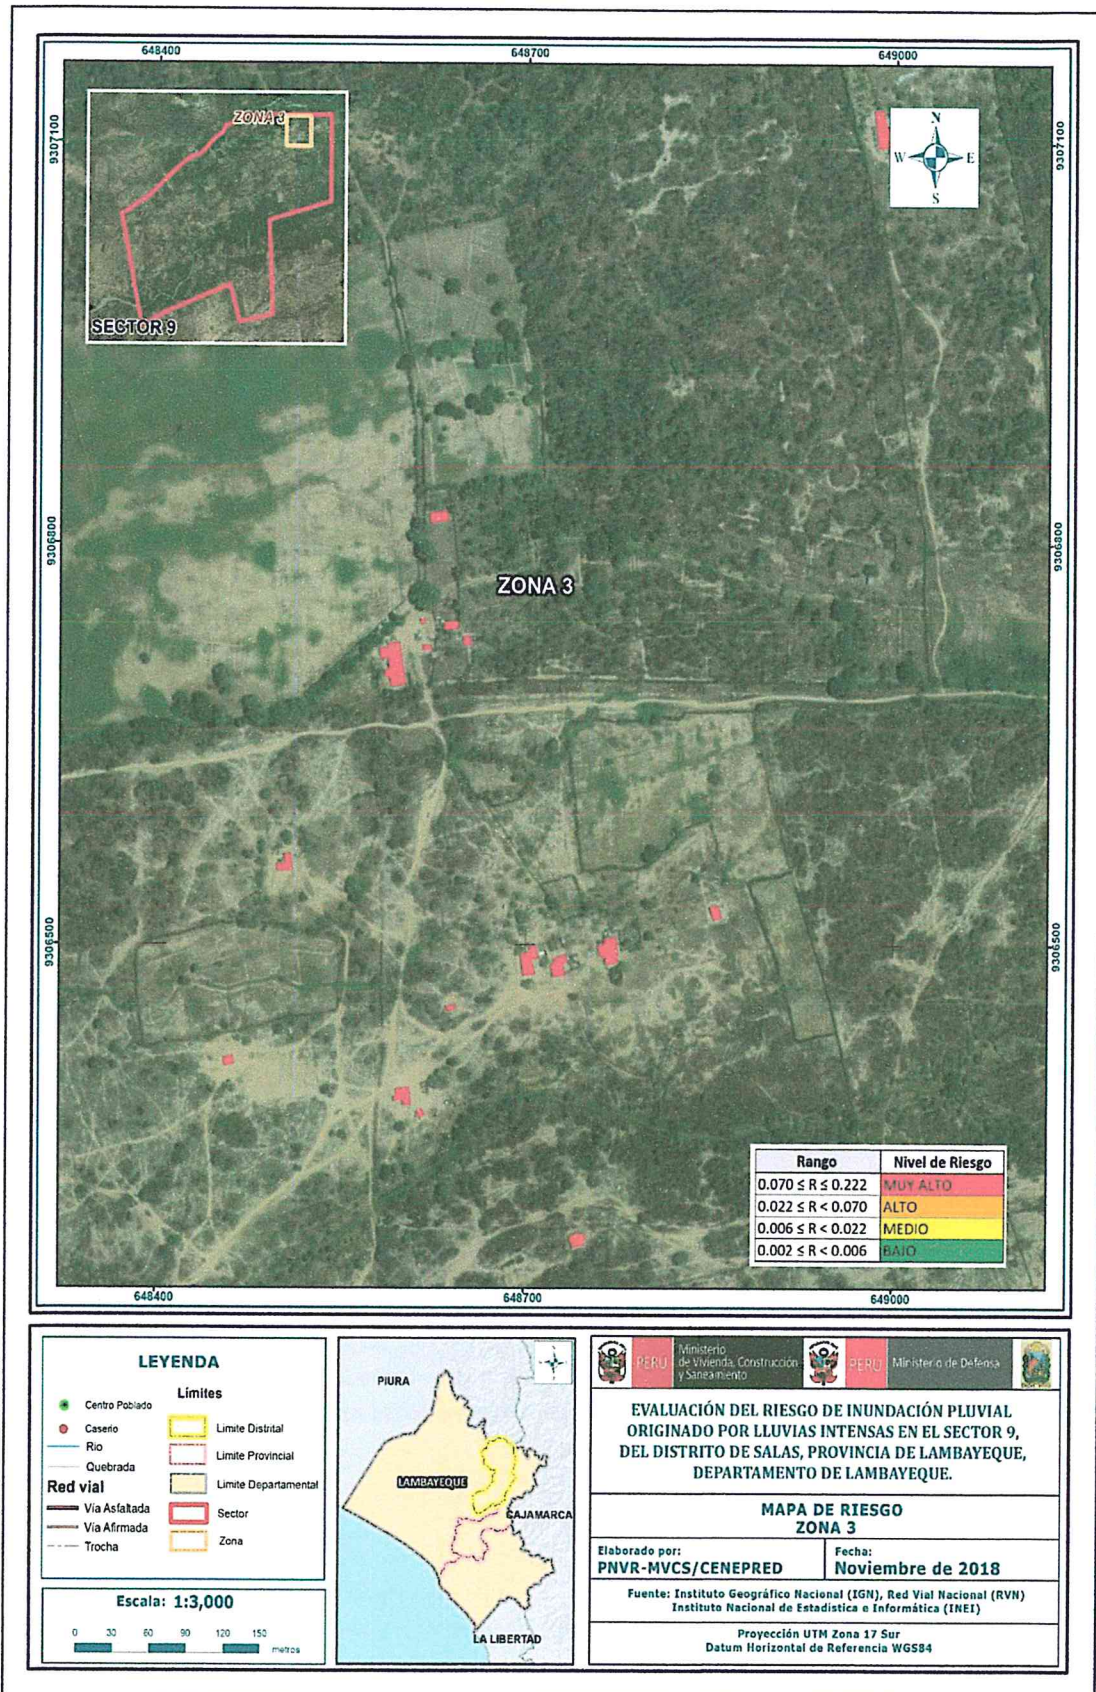 648400
648700
649000
9307100
9307100
ZONA 3
N
W
E
S
SECTOR 9
9306800
9306800
ZONA 3
9306500
9306500
Rango
Nivel de Riesgo
0.070 ≤ R ≤ 0.222
MUY ALTO
0.022 ≤ R < 0.070
ALTO
0.006 ≤ R < 0.022
MEDIO
0.002 ≤ R < 0.006
BAJO
648400
648700
649000
LEYENDA
Centro Poblado
Caserio
Rio
Quebrada
Red vial
Vía Asfaltada
Vía Afirmada
Trocha
Límites
Limite Distrital
Limite Provincial
Limite Departamental
Sector
Zona
Escala: 1:3,000
0 30 60 90 120 150
metros
PIURA
LAMBAYEQUE
CAJAMARCA
LA LIBERTAD
PERÚ
Ministerio
de Vivienda, Construcción
y Saneamiento
PERÚ
Ministerio de Defensa
EVALUACIÓN DEL RIESGO DE INUNDACIÓN PLUVIAL
ORIGINADO POR LLUVIAS INTENSAS EN EL SECTOR 9,
DEL DISTRITO DE SALAS, PROVINCIA DE LAMBAYEQUE,
DEPARTAMENTO DE LAMBAYEQUE.
MAPA DE RIESGO
ZONA 3
Elaborado por:
PNVR-MVCS/CENEPRED
Fecha:
Noviembre de 2018
Fuente: Instituto Geográfico Nacional (IGN), Red Vial Nacional (RVN)
Instituto Nacional de Estadística e Informática (INEI)
Proyección UTM Zona 17 Sur
Datum Horizontal de Referencia WGS84